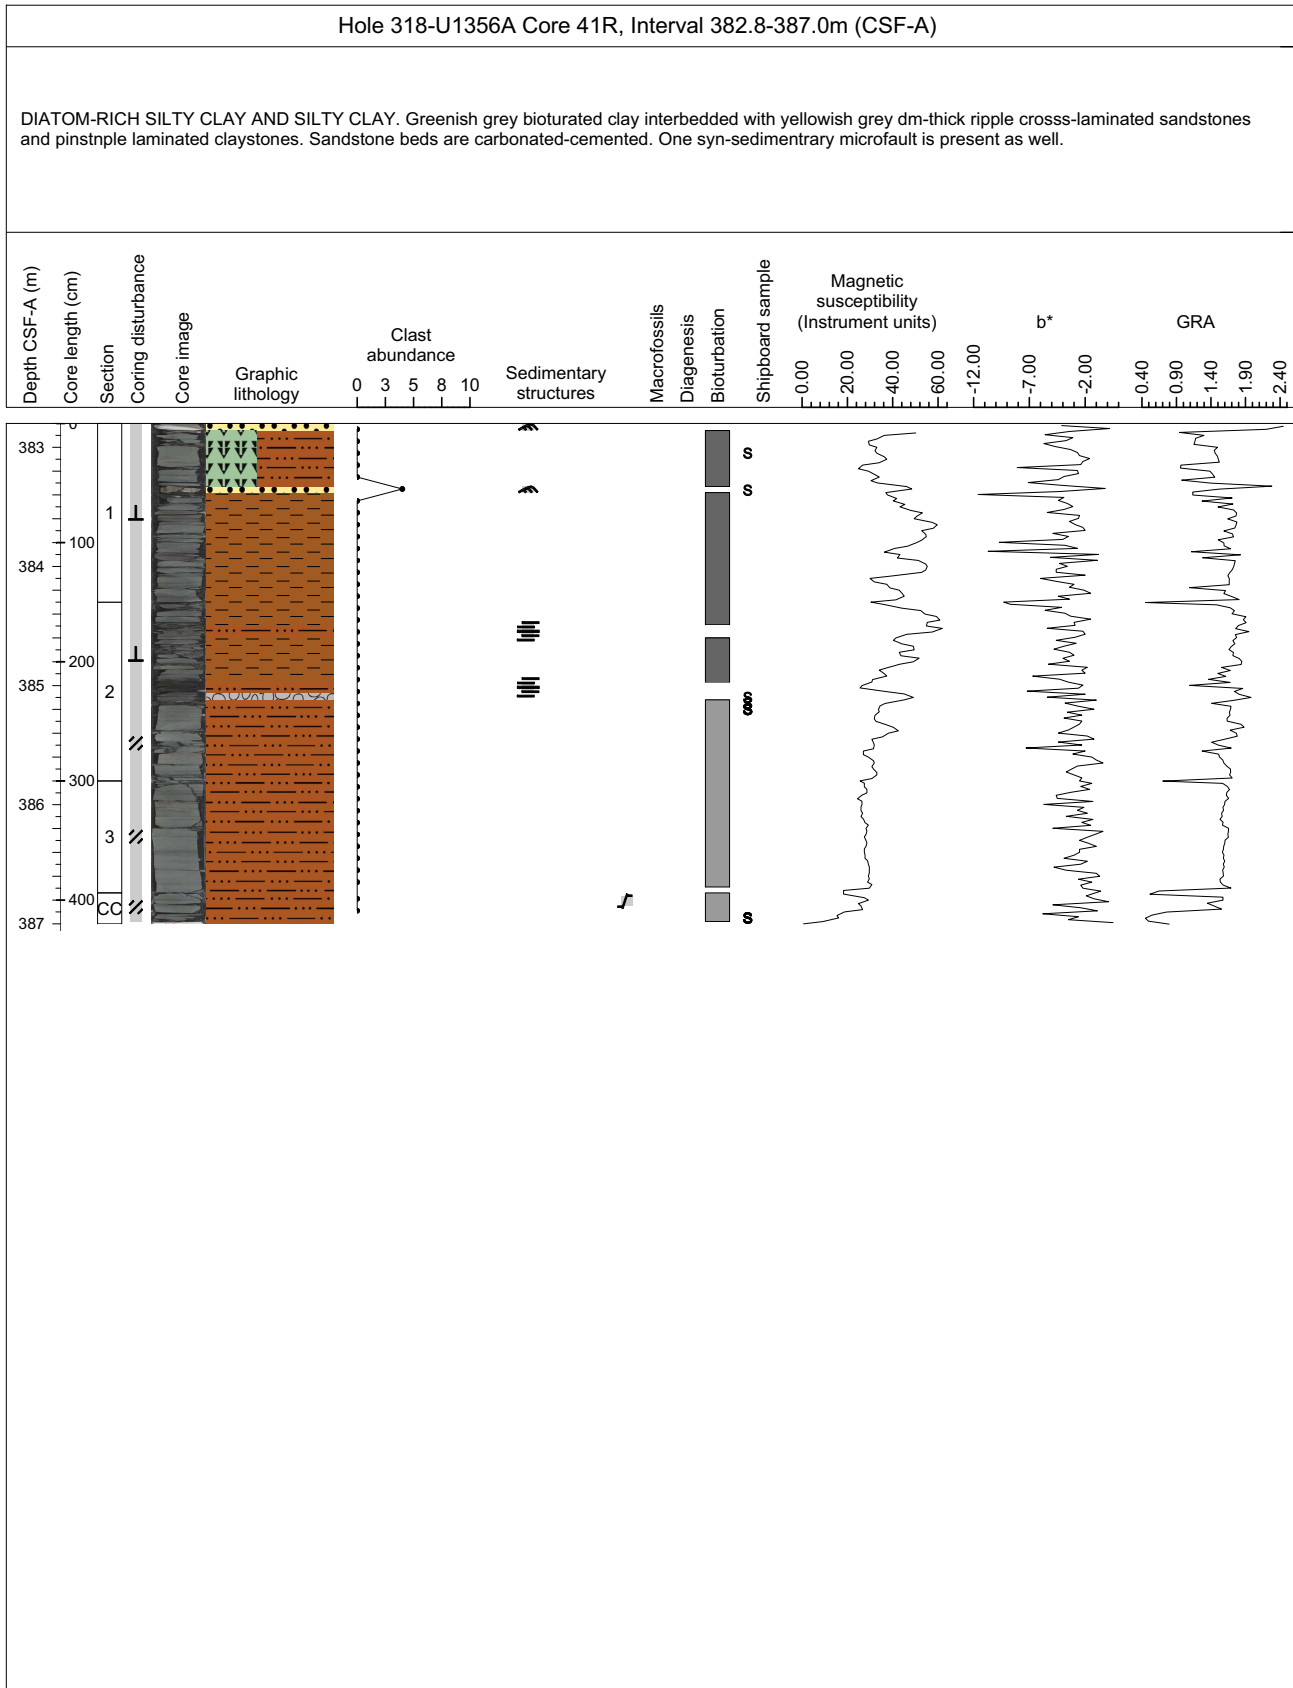 Hole 318-U1356A Core 41R, Interval 382.8-387.0m (CSF-A)
DIATOM-RICH SILTY CLAY AND SILTY CLAY. Greenish grey bioturated clay interbedded with yellowish grey dm-thick ripple crosss-laminated sandstones
and pinstnple laminated claystones. Sandstone beds are carbonated-cemented. One syn-sedimentrary microfault is present as well.
Depth CSF-A (m)
Core length (cm)
Section
Coring disturbance
Core image
Graphic
lithology
Clast
abundance
0 3 5 8 10
Sedimentary
structures
Macrofossils
Diagenesis
Bioturbation
Shipboard sample
Magnetic
susceptibility
(Instrument units)
0.00 20.00 40.00 60.00
b*
-12.00 -7.00 -2.00
GRA
0.40 0.90 1.40 1.90 2.40
0
383
S
S
1
100
384
200
385
2
S
S
S
300
386
3
400
CC
S
387